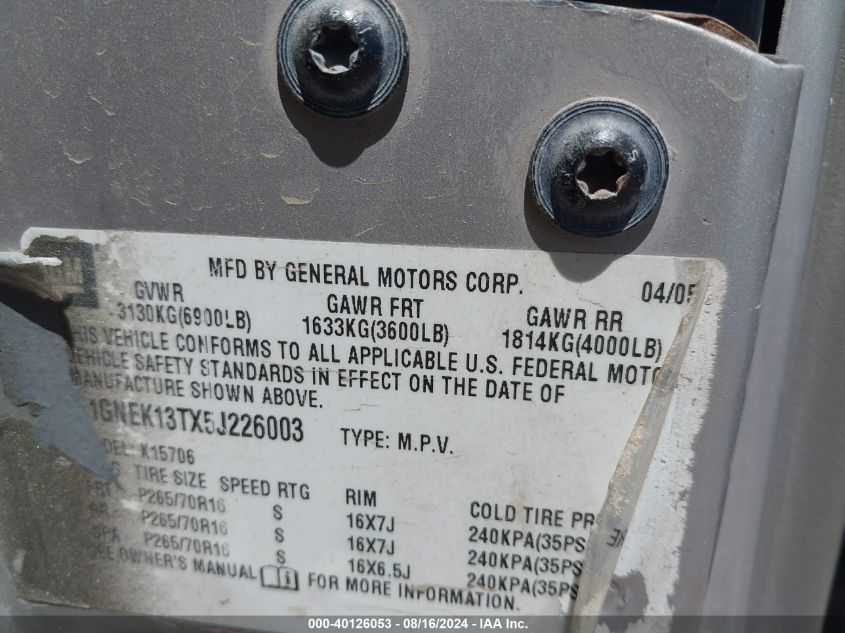 MFD BY GENERAL MOTORS CORP. 04/05
GVWR GAWR FRT GAWR RR
3130KG(6900LB) 1633KG(3600LB) 1814KG(4000LB)
HIS VEHICLE CONFORMS TO ALL APPLICABLE U.S. FEDERAL MOTO
VEHICLE SAFETY STANDARDS IN EFFECT ON THE DATE OF
MANUFACTURE SHOWN ABOVE.
1GNEK13TX5J226003 TYPE: M.P.V.
DEL: K15706
TIRE SIZE SPEED RTG RIM COLD TIRE PR
P265/70R16 S 16X7J 240KPA(35PS
P265/70R16 S 16X7J 240KPA(35PS
SPA P265/70R16 S 16X6.5J 240KPA(35PS
OWNER'S MANUAL FOR MORE INFORMATION.
000-40126053 - 08/16/2024 - IAA Inc.